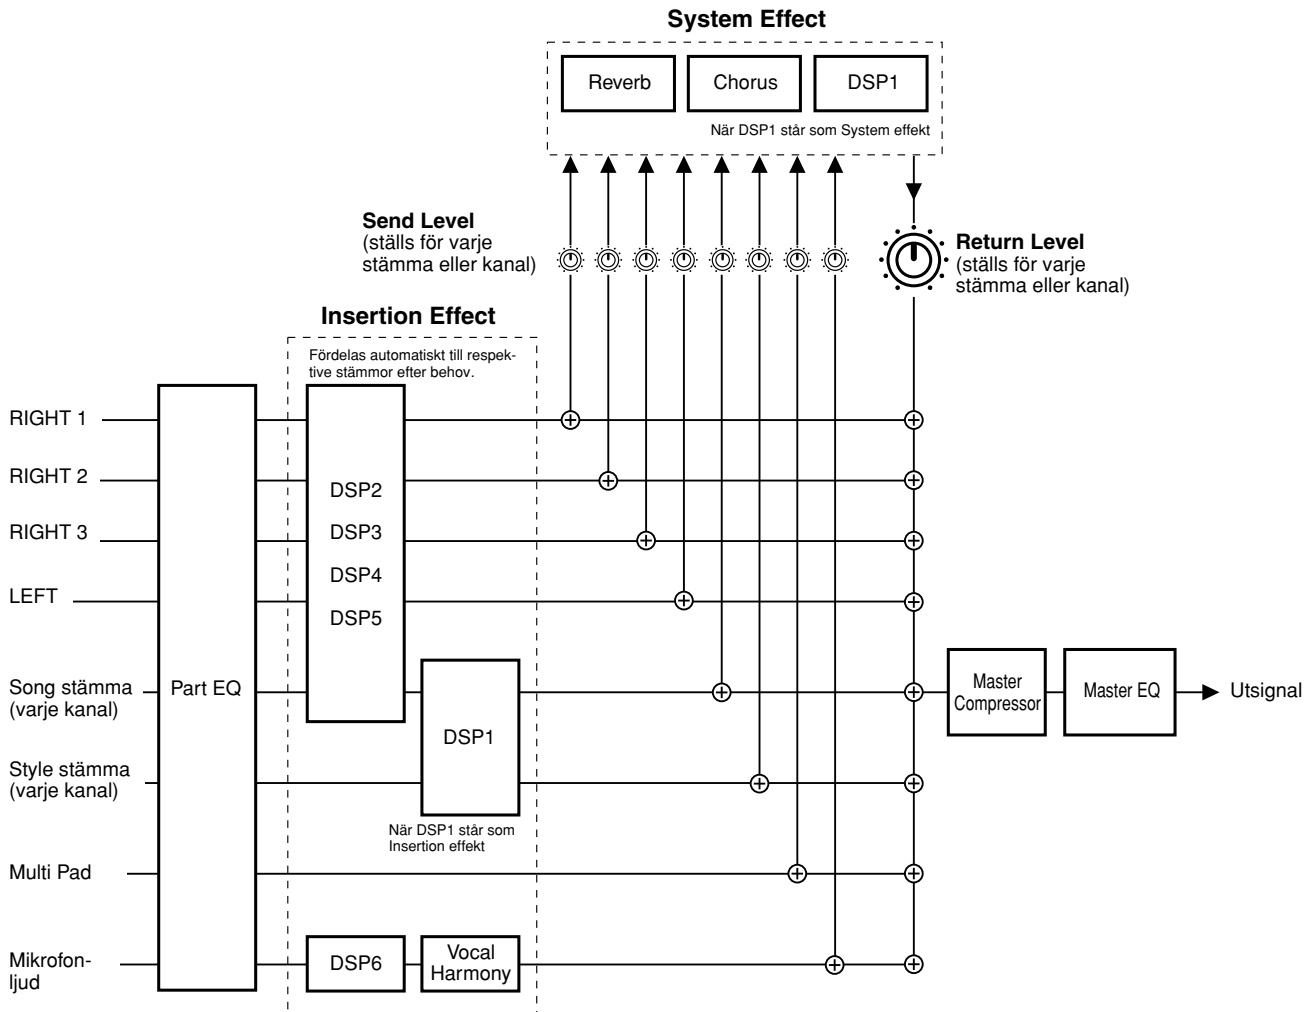 System Effect
Reverb
Chorus
DSP1
När DSP1 står som System effekt
Send Level
(ställs för varje
stämma eller kanal)
Return Level
(ställs för varje
stämma eller kanal)
Insertion Effect
Fördelas automatiskt till respek-
tive stämmor efter behov.
RIGHT 1
RIGHT 2
RIGHT 3
LEFT
Song stämma
(varje kanal)
Style stämma
(varje kanal)
Multi Pad
Mikrofon-
ljud
Part EQ
DSP2
DSP3
DSP4
DSP5
DSP1
När DSP1 står som
Insertion effekt
DSP6
Vocal
Harmony
Master
Compressor
Master EQ
Utsignal